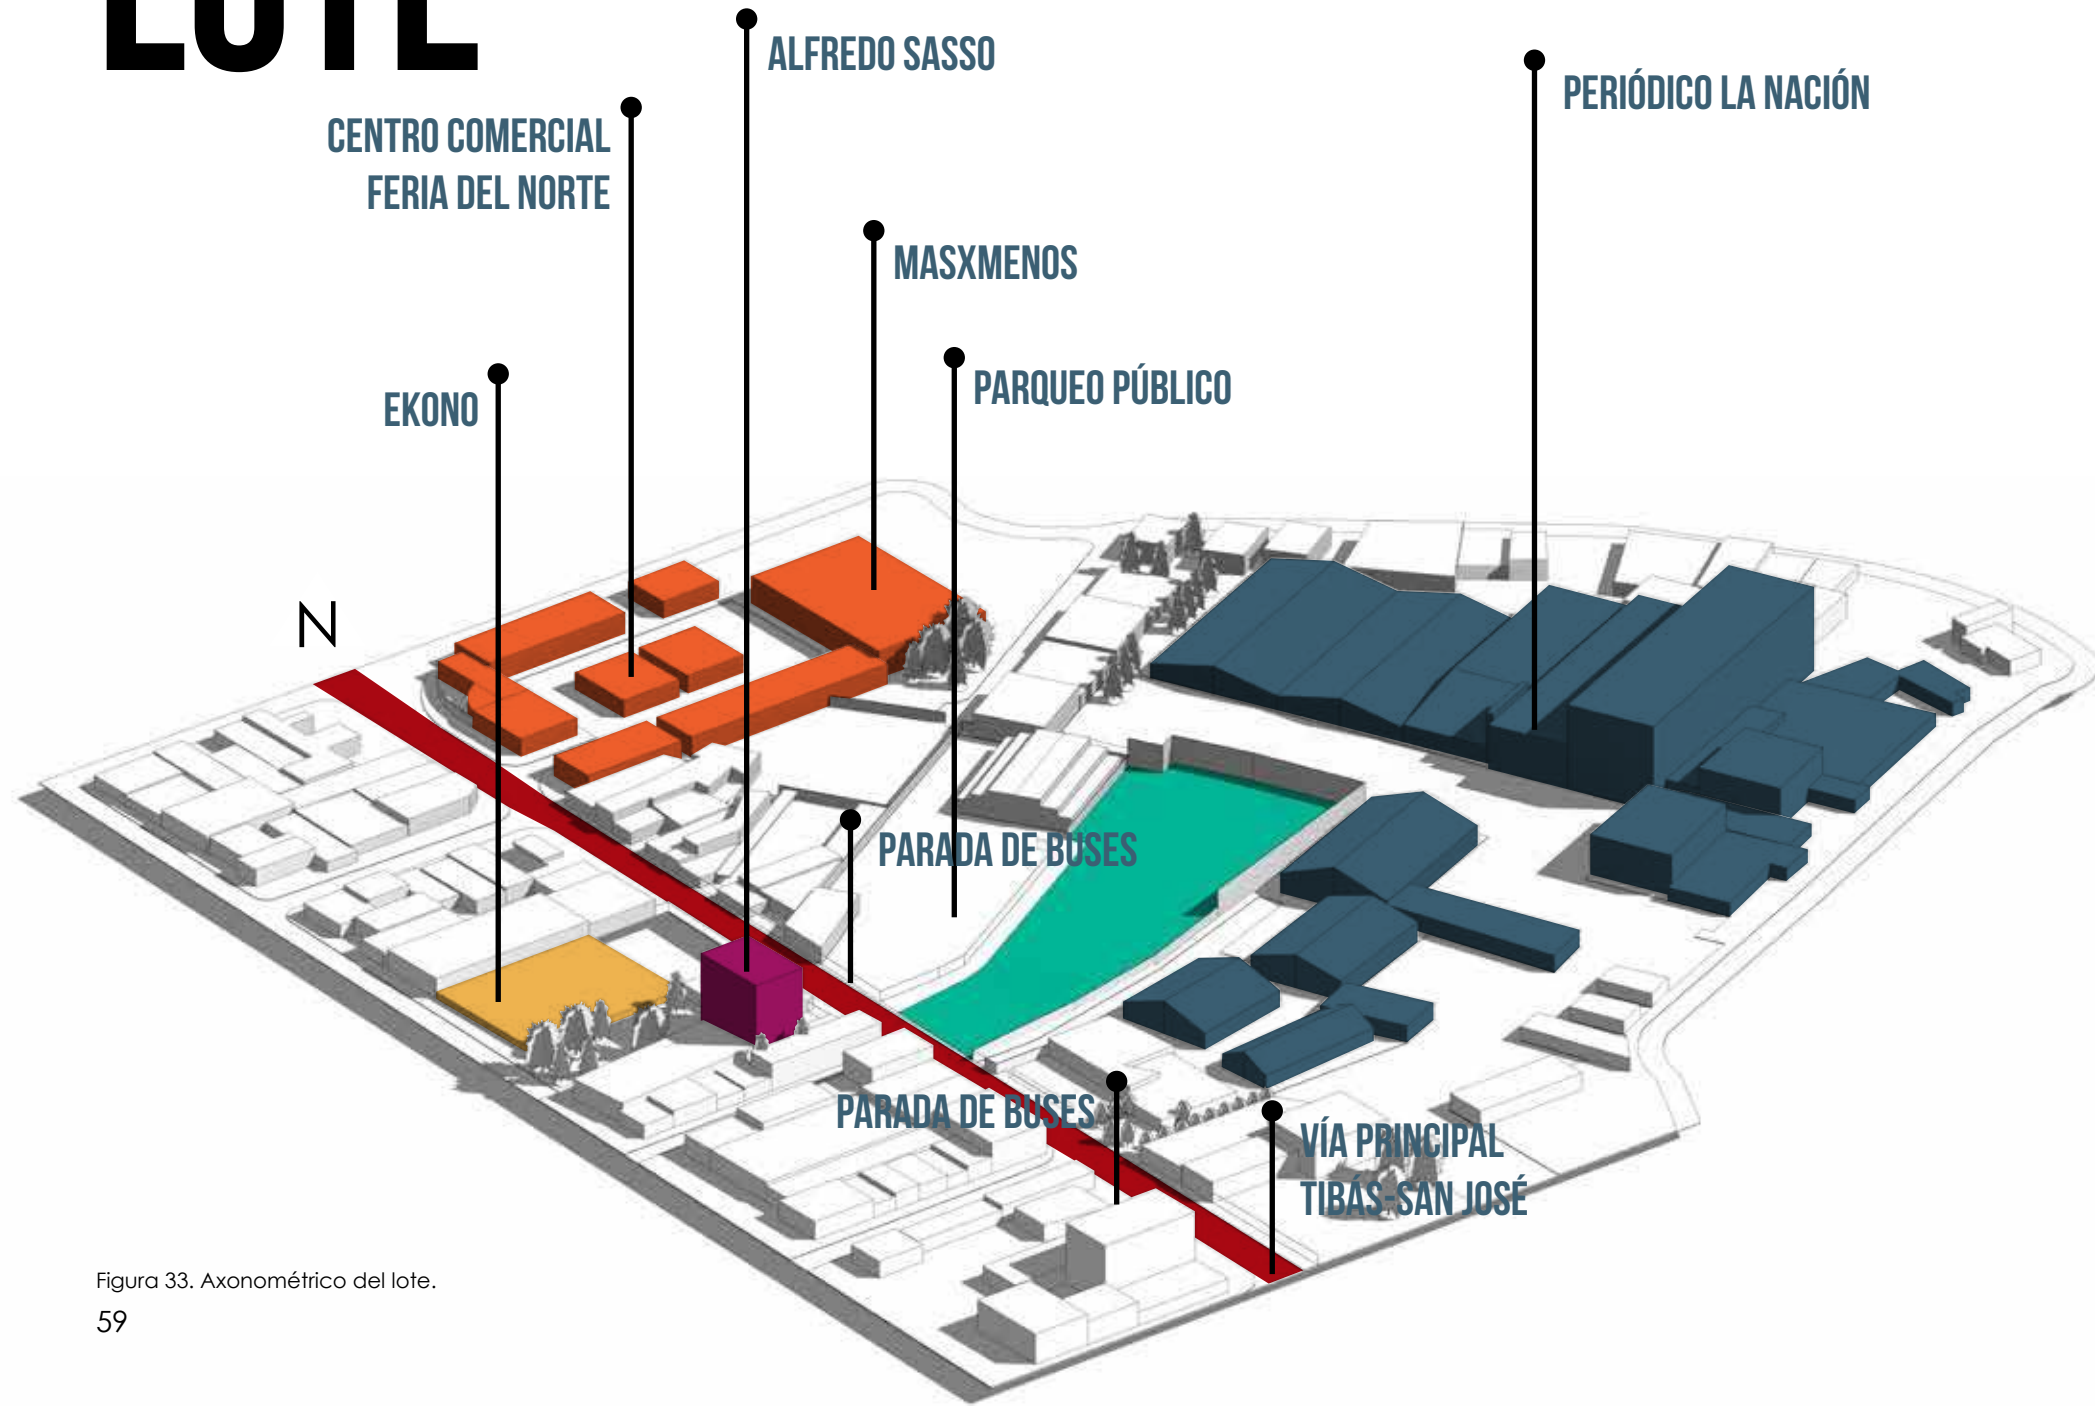 LOTE
ALFREDO SASSO
PERIÓDICO LA NACIÓN
CENTRO COMERCIAL
FERIA DEL NORTE
MASXMENOS
PARQUEO PÚBLICO
EKONO
N
PARADA DE BUSES
PARADA DE BUSES
VÍA PRINCIPAL
TIBÁS-SAN JOSÉ
Figura 33. Axonométrico del lote.
59